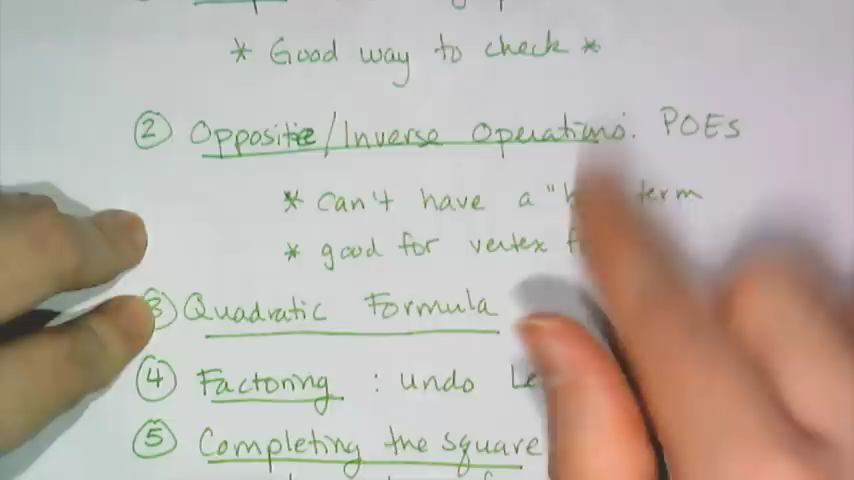 * Good way to check *
② Opposite/Inverse Operations: POEs
* can't have a " term
* good for vertex
③ Quadratic Formula
④ Factoring : undo
⑤ Completing the square